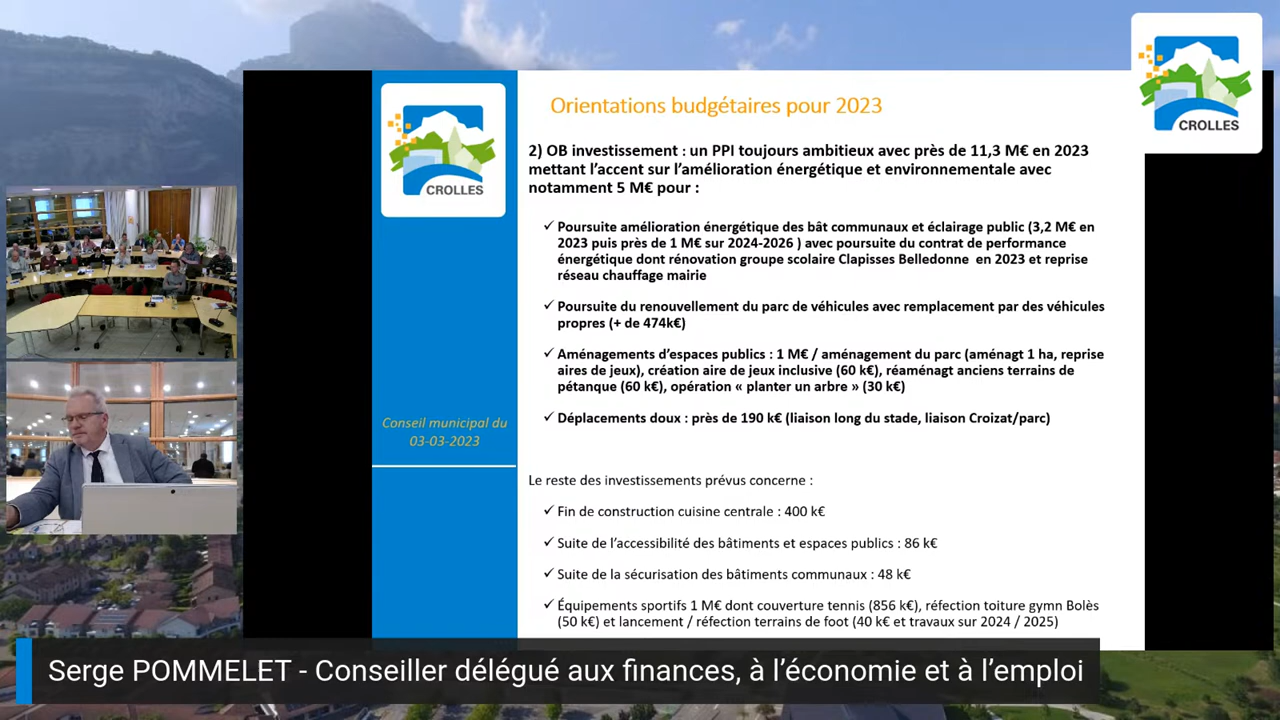 CROLLES
Orientations budgétaires pour 2023
CROLLES
2) OB investissement : un PPI toujours ambitieux avec près de 11,3 M€ en 2023
mettant l’accent sur l’amélioration énergétique et environnementale avec
notamment 5 M€ pour :
✓ Poursuite amélioration énergétique des bât communaux et éclairage public (3,2 M€ en
2023 puis près de 1 M€ sur 2024-2026 ) avec poursuite du contrat de performance
énergétique dont rénovation groupe scolaire Clapisses Belledonne en 2023 et reprise
réseau chauffage mairie
✓ Poursuite du renouvellement du parc de véhicules avec remplacement par des véhicules
propres (+ de 474k€)
✓ Aménagements d’espaces publics : 1 M€ / aménagement du parc (aménagt 1 ha, reprise
aires de jeux), création aire de jeux inclusive (60 k€), réaménagt anciens terrains de
pétanque (60 k€), opération « planter un arbre » (30 k€)
✓ Déplacements doux : près de 190 k€ (liaison long du stade, liaison Croizat/parc)
Conseil municipal du
03-03-2023
Le reste des investissements prévus concerne :
✓ Fin de construction cuisine centrale : 400 k€
✓ Suite de l’accessibilité des bâtiments et espaces publics : 86 k€
✓ Suite de la sécurisation des bâtiments communaux : 48 k€
✓ Équipements sportifs 1 M€ dont couverture tennis (856 k€), réfection toiture gymn Bolès
(50 k€) et lancement / réfection terrains de foot (40 k€ et travaux sur 2024 / 2025)
Serge POMMELET - Conseiller délégué aux finances, à l’économie et à l’emploi